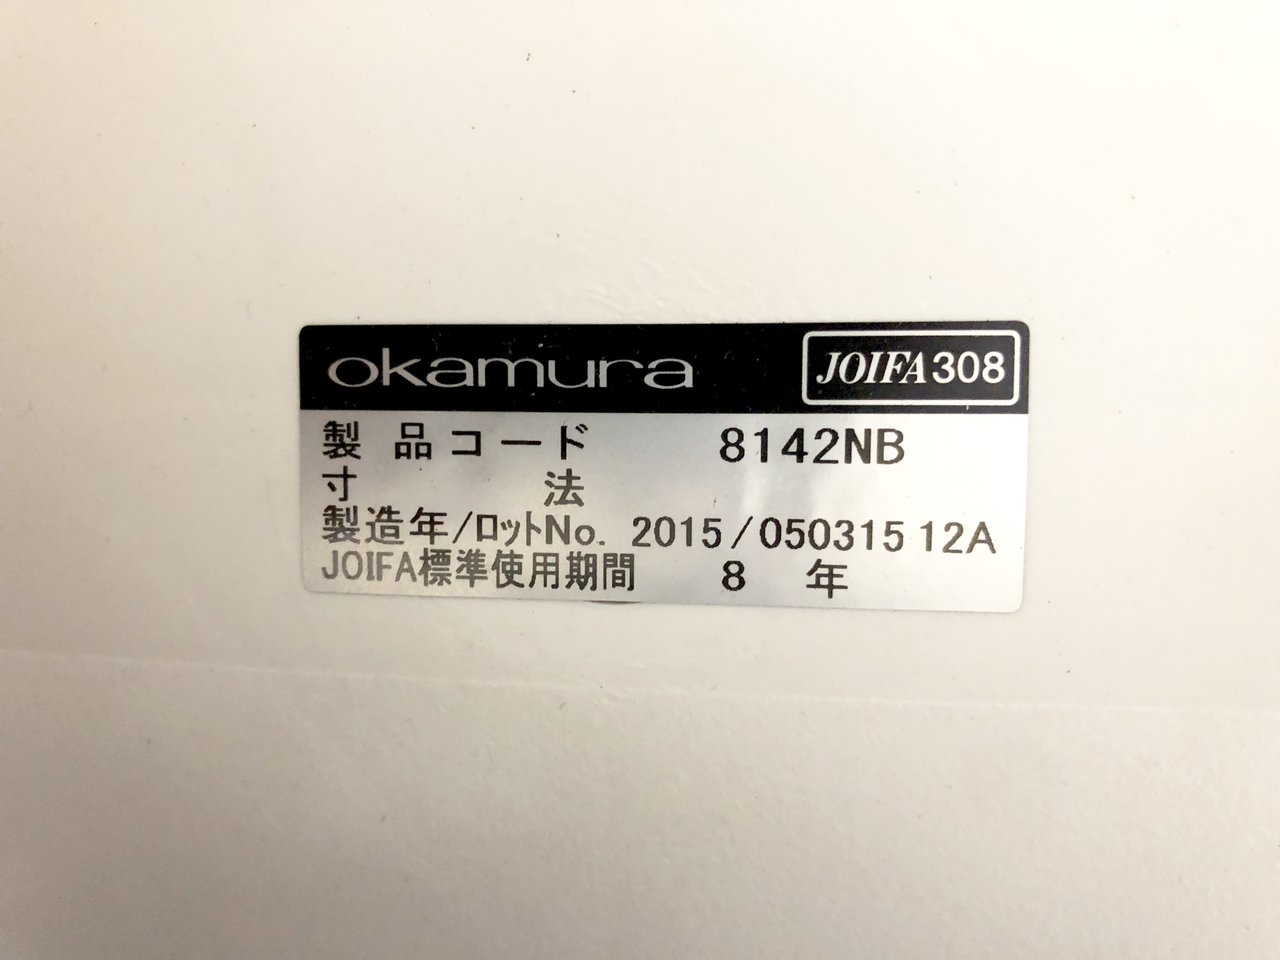 okamura JOIFA308
製品コード 8142NB
寸法
製造年/ロットNo. 2015/050315 12A
JOIFA標準使用期間 8 年